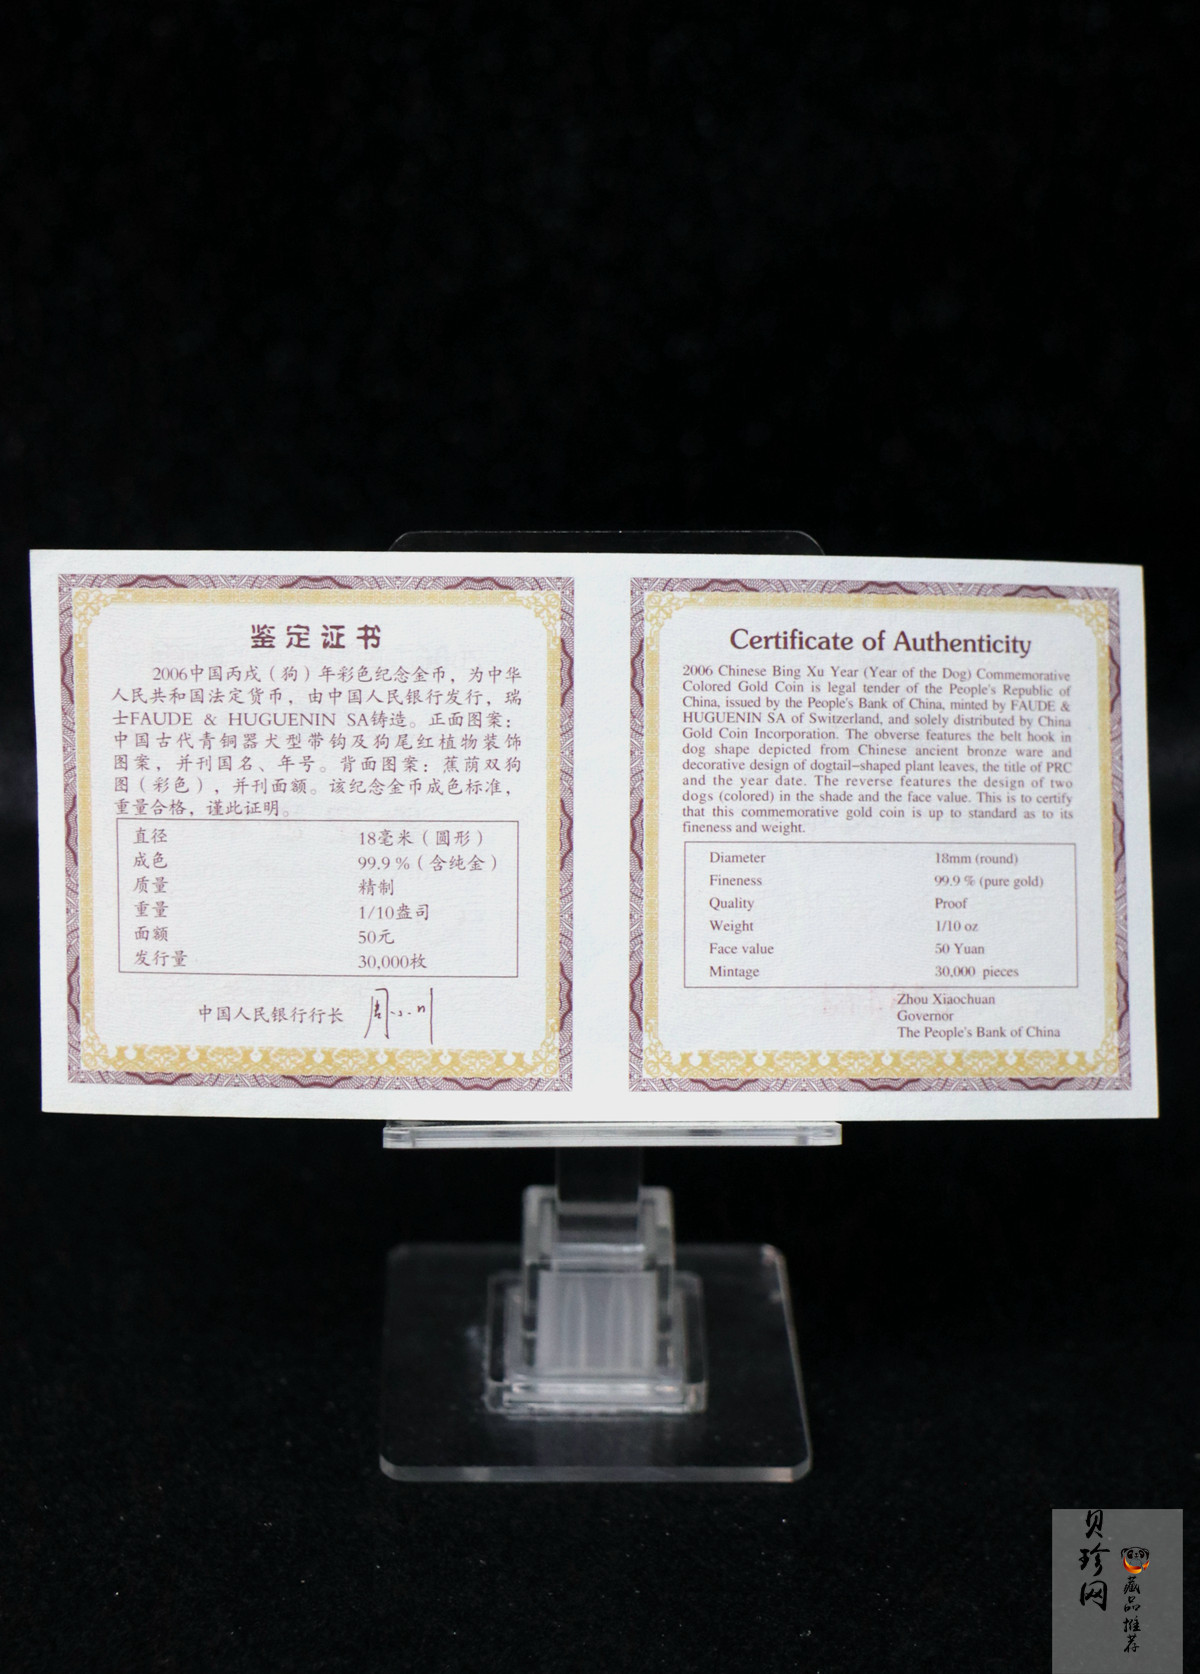 鉴定证书
2006中国丙戌（狗）年彩色纪念金币，为中华
人民共和国法定货币，由中国人民银行发行，瑞
士FAUDE & HUGUENIN SA铸造。正面图案：
中国古代青铜器犬型带钩及狗尾红植物装饰
图案，并刊国名、年号。背面图案：蕉荫双狗
图（彩色），并刊面额。该纪念金币成色标准，
重量合格，谨此证明。
直径 18毫米（圆形）
成色 99.9％（含纯金）
质量 精制
重量 1/10盎司
面额 50元
发行量 30,000枚
中国人民银行行长
Certificate of Authenticity
2006 Chinese Bing Xu Year (Year of the Dog) Commemorative
Colored Gold Coin is legal tender of the People's Republic of
China, issued by the People's Bank of China, minted by FAUDE &
HUGUENIN SA of Switzerland, and solely distributed by China
Gold Coin Incorporation. The obverse features the belt hook in
dog shape depicted from Chinese ancient bronze ware and
decorative design of dogtail-shaped plant leaves, the title of PRC
and the year date. The reverse features the design of two
dogs (colored) in the shade and the face value. This is to certify
that this commemorative gold coin is up to standard as to its
fineness and weight.
Diameter 18mm (round)
Fineness 99.9 % (pure gold)
Quality Proof
Weight 1/10 oz
Face value 50 Yuan
Mintage 30,000 pieces
Zhou Xiaochuan
Governor
The People's Bank of China
贝珍网
藏品推荐